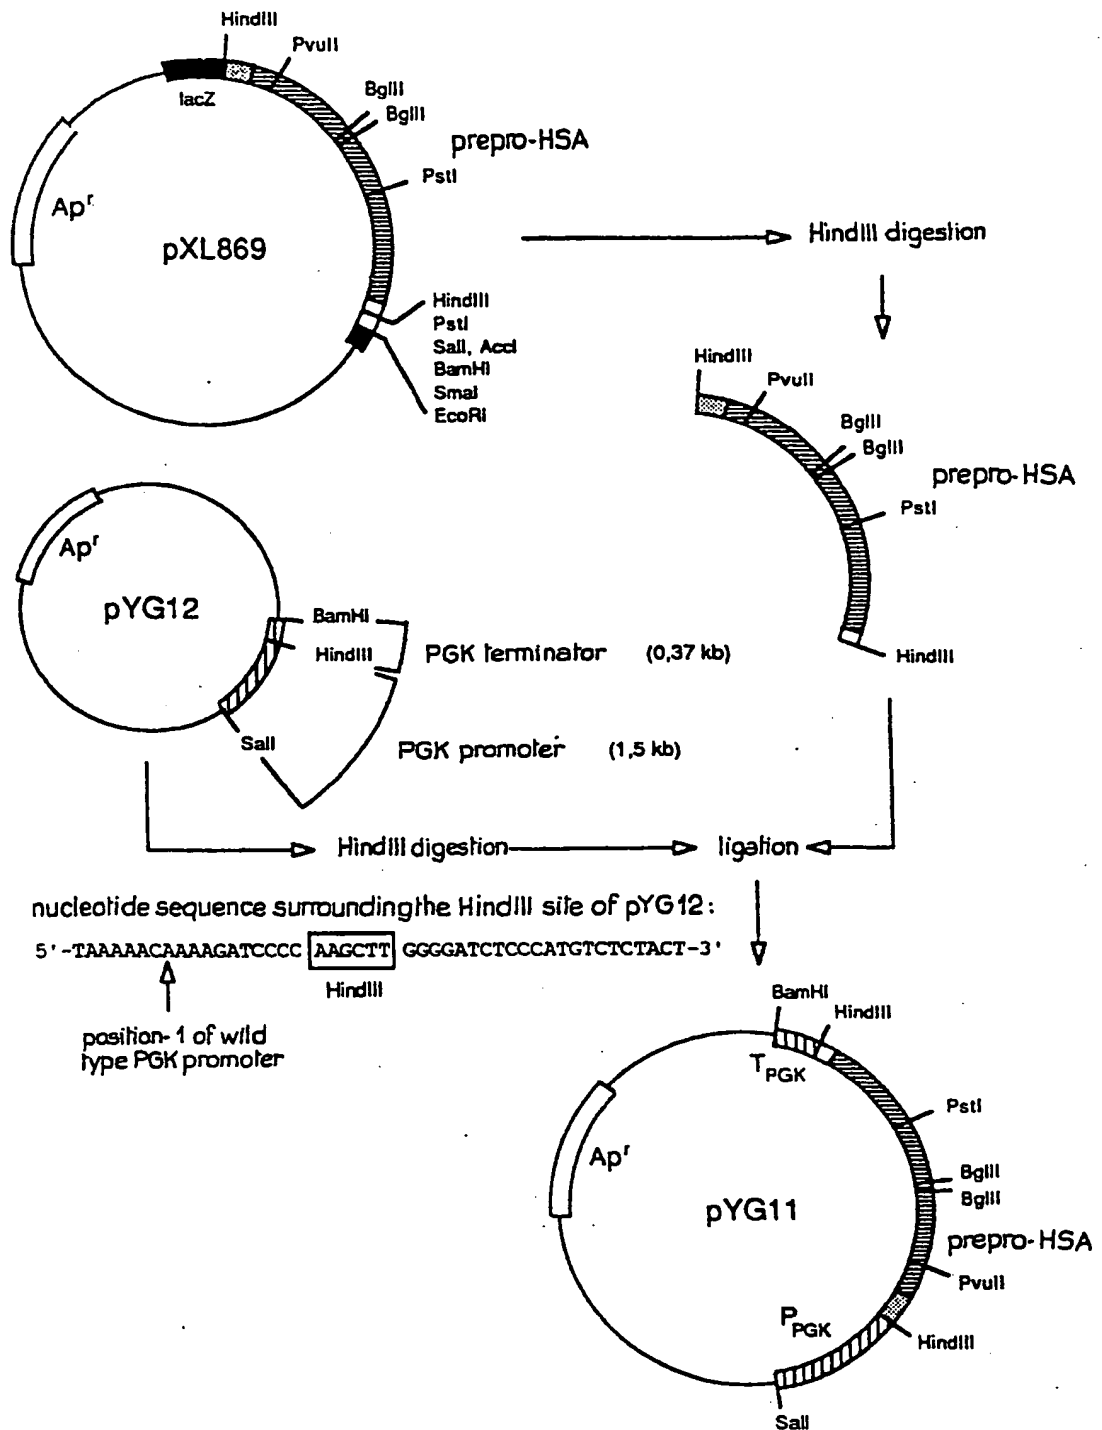 HindIII
PvuII
lacZ
BglII
BglII
prepro-HSA
PstI
Apʳ
pXL869
HindIII digestion
HindIII
PstI
SalI, AccI
BamHI
SmaI
EcoRI
HindIII
PvuII
BglII
BglII
prepro-HSA
PstI
HindIII
Apʳ
pYG12
BamHI
HindIII
PGK terminator (0,37 kb)
SalI
PGK promoter (1,5 kb)
HindIII digestion
ligation
nucleotide sequence surrounding the HindIII site of pYG12:
5'-TAAAAACAAAAGATCCCC AAGCTT GGGGATCTCCCATGTCTCTACT-3'
HindIII
position-1 of wild
type PGK promoter
BamHI
HindIII
T PGK
PstI
Apʳ
BglII
BglII
pYG11
prepro-HSA
PvuII
P PGK
HindIII
SalI